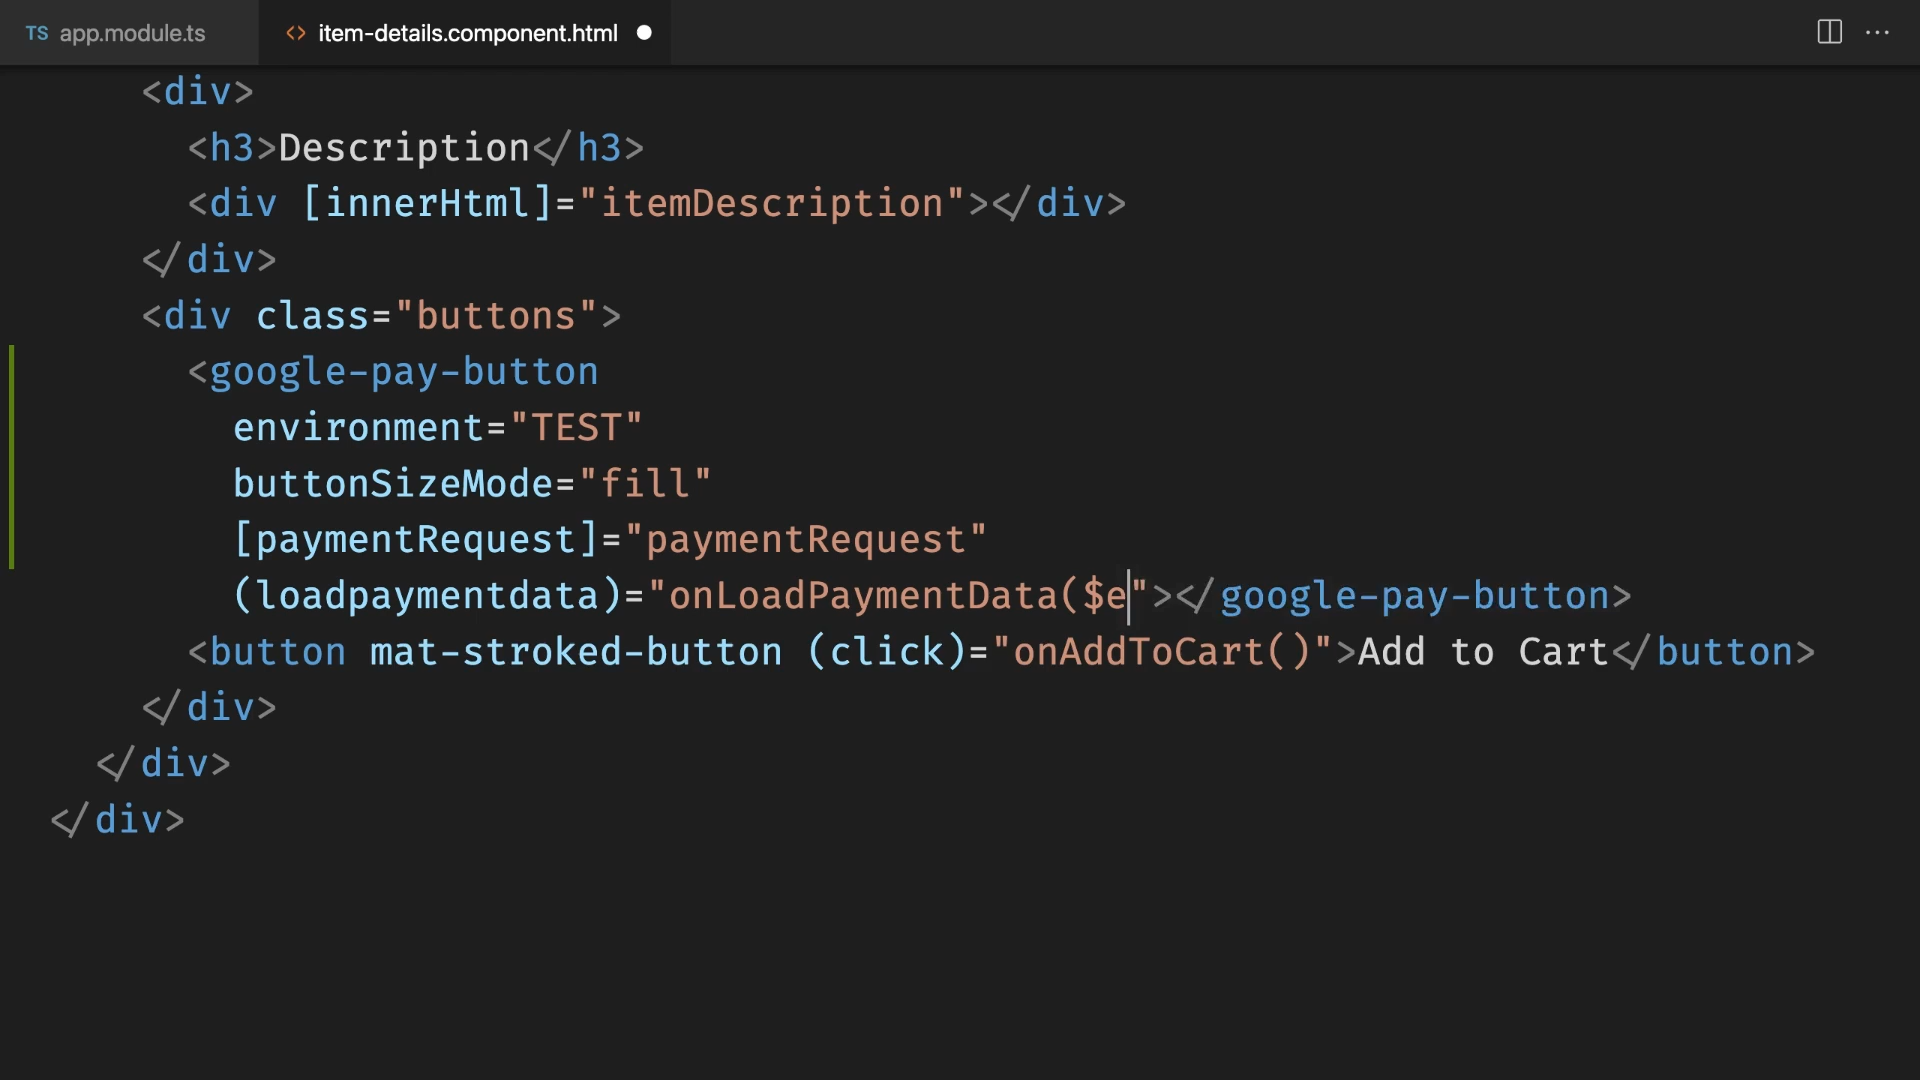 TS app.module.ts
<> item-details.component.html
<div>
<h3>Description</h3>
<div [innerHtml]="itemDescription"></div>
</div>
<div class="buttons">
<google-pay-button
environment="TEST"
buttonSizeMode="fill"
[paymentRequest]="paymentRequest"
(loadpaymentdata)="onLoadPaymentData($e"></google-pay-button>
<button mat-stroked-button (click)="onAddToCart()">Add to Cart</button>
</div>
</div>
</div>